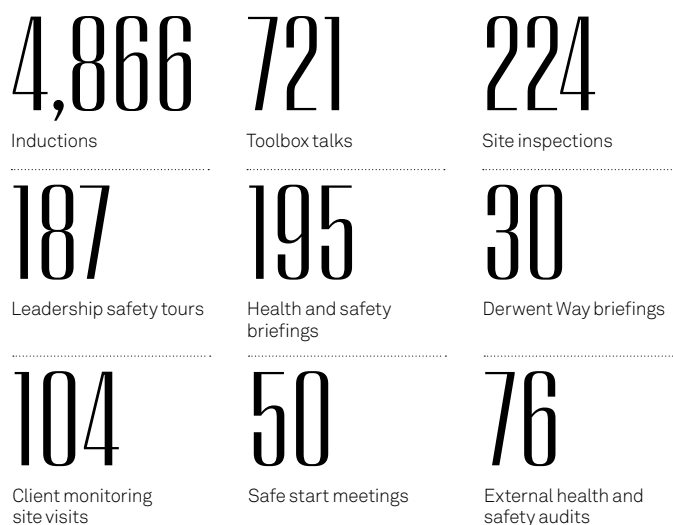 4,866
Inductions
721
Toolbox talks
224
Site inspections
187
Leadership safety tours
195
Health and safety
briefings
30
Derwent Way briefings
104
Client monitoring
site visits
50
Safe start meetings
76
External health and
safety audits